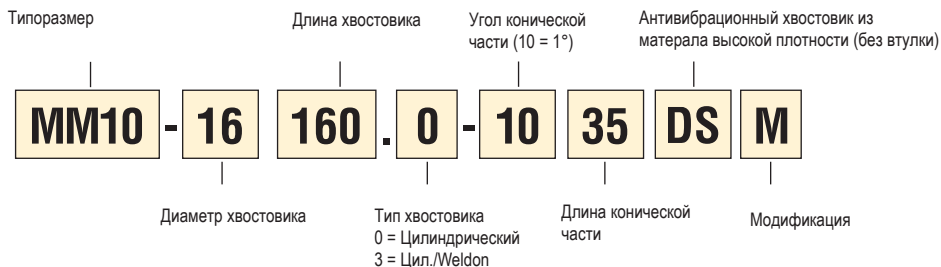 Типоразмер
Длина хвостовика
Угол конической
части (10 = 1°)
Антивибрационный хвостовик из
матерала высокой плотности (без втулки)
MM10 - 16 160 . 0 - 10 35 DS M
Диаметр хвостовика
Тип хвостовика
0 = Цилиндрический
3 = Цил./Weldon
Длина конической
части
Модификация